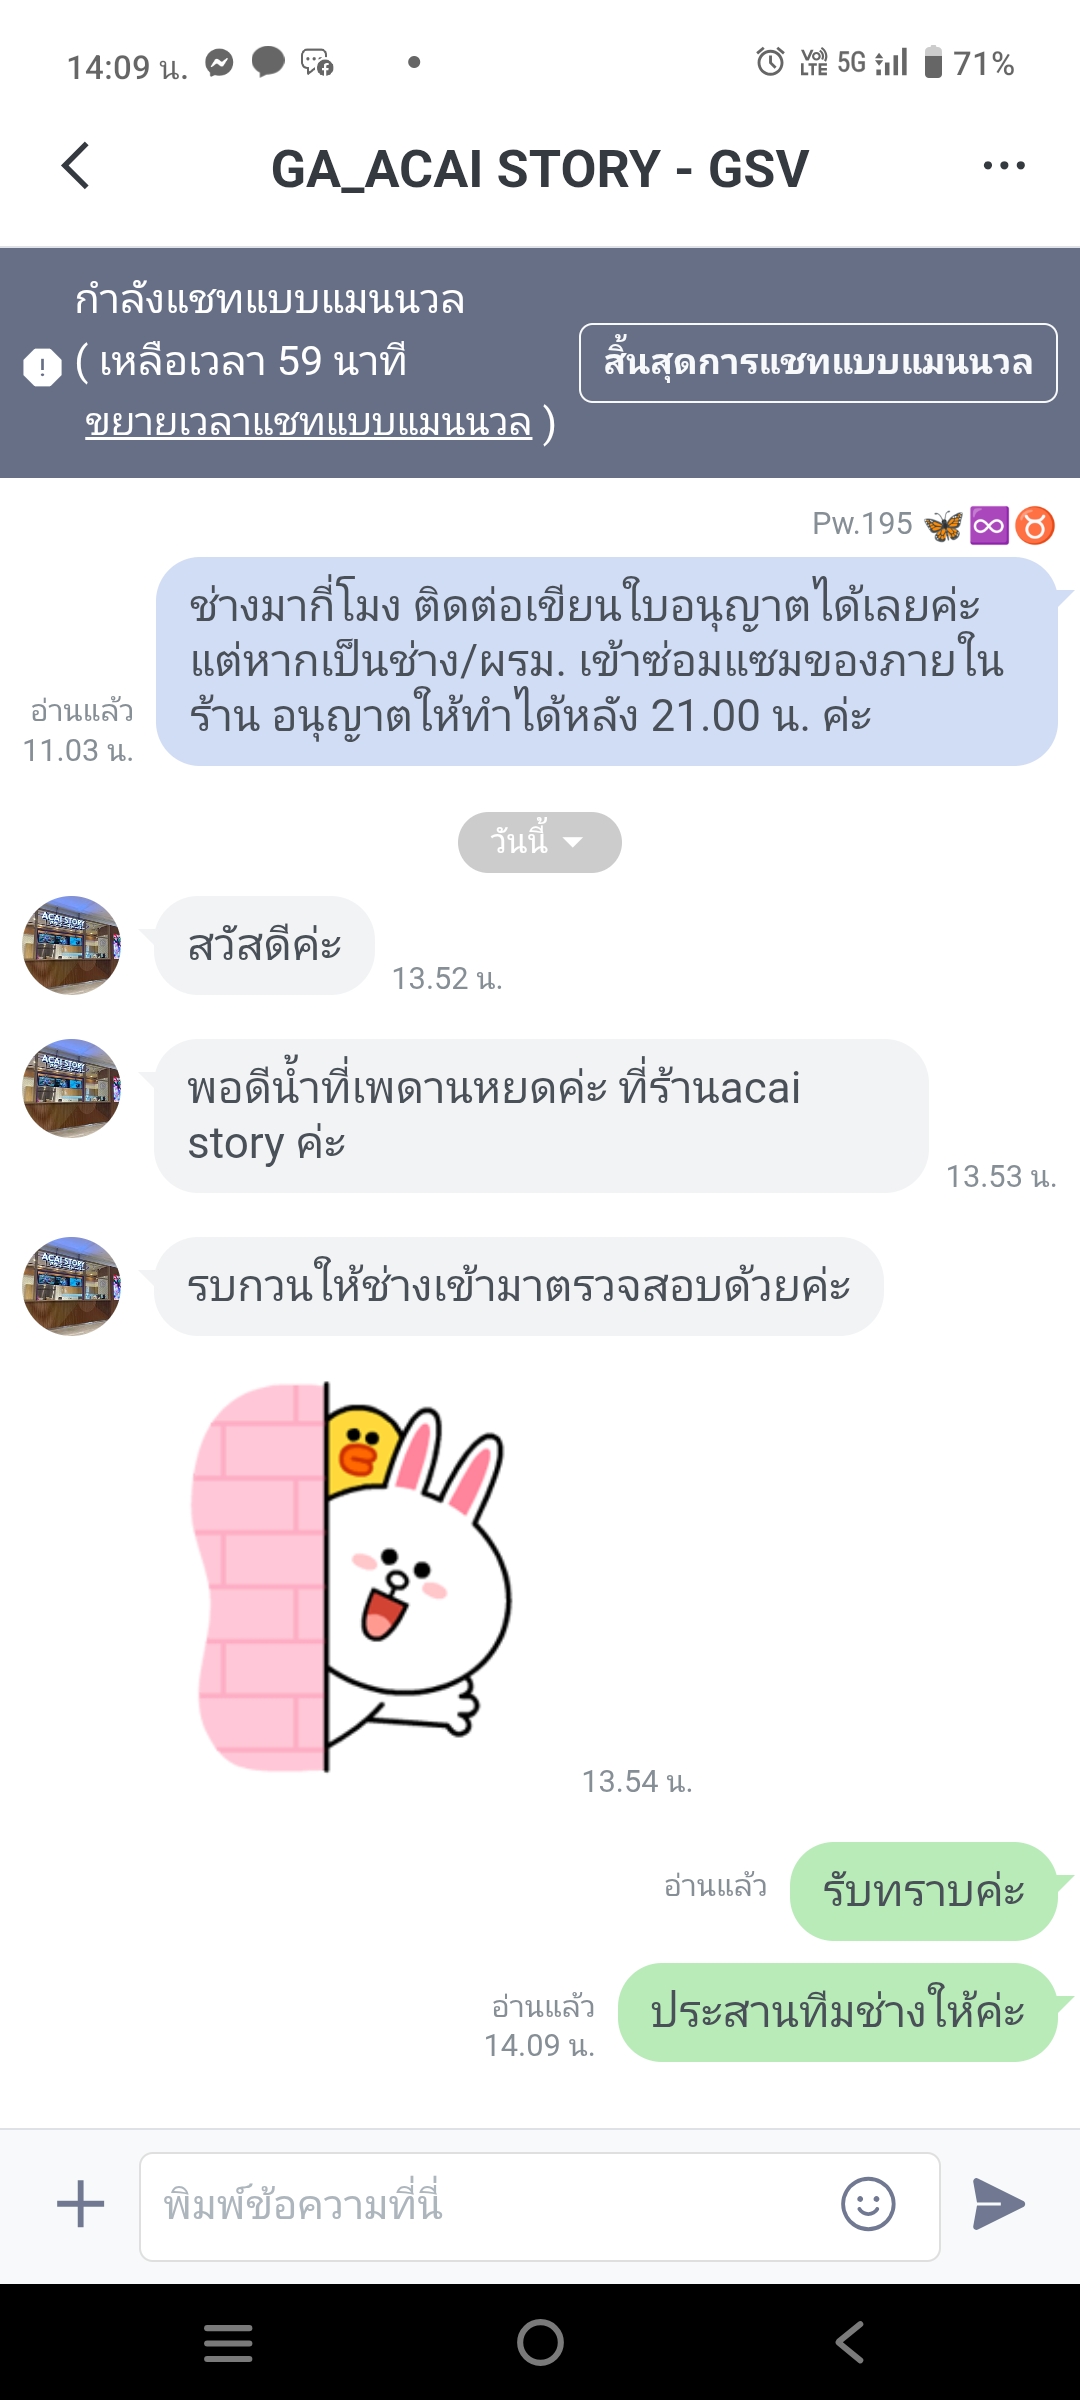 14:09 น.
VoLTE 5G 71%
GA_ACAI STORY - GSV
กำลังแชทแบบแมนนวล
( เหลือเวลา 59 นาที
ขยายเวลาแชทแบบแมนนวล )
สิ้นสุดการแชทแบบแมนนวล
Pw.195 🦋♾️♉
ช่างมากี่โมง ติดต่อเขียนใบอนุญาตได้เลยค่ะ
แต่หากเป็นช่าง/ผรม. เข้าซ่อมแซมของภายใน
ร้าน อนุญาตให้ทำได้หลัง 21.00 น. ค่ะ
อ่านแล้ว
11.03 น.
วันนี้
ACAI STORY
สวัสดีค่ะ
13.52 น.
ACAI STORY
พอดีน้ำที่เพดานหยดค่ะ ที่ร้านacai
story ค่ะ
13.53 น.
ACAI STORY
รบกวนให้ช่างเข้ามาตรวจสอบด้วยค่ะ
13.54 น.
อ่านแล้ว
รับทราบค่ะ
ประสานทีมช่างให้ค่ะ
อ่านแล้ว
14.09 น.
พิมพ์ข้อความที่นี่